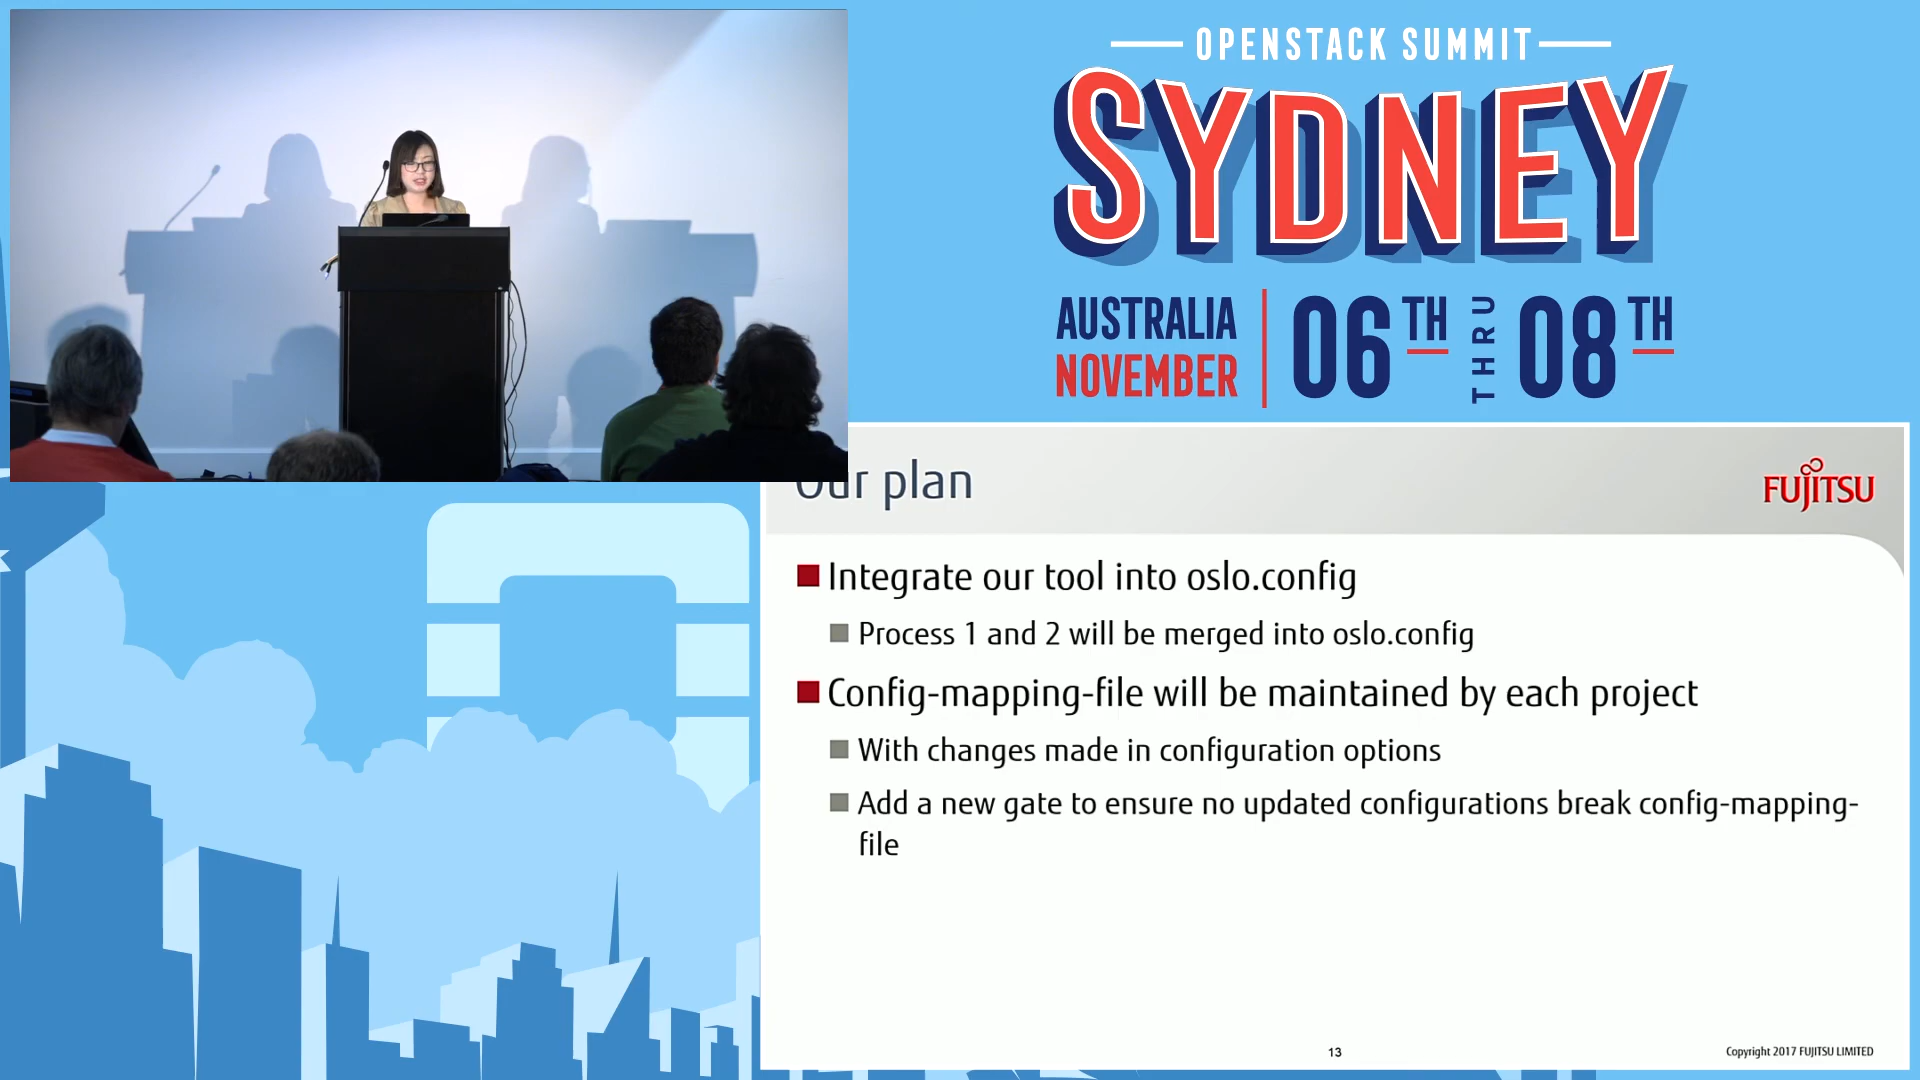 OPENSTACK SUMMIT
SYDNEY
AUSTRALIA
NOVEMBER
06TH THRU 08TH
Our plan
FUJITSU
Integrate our tool into oslo.config
Process 1 and 2 will be merged into oslo.config
Config-mapping-file will be maintained by each project
With changes made in configuration options
Add a new gate to ensure no updated configurations break config-mapping-
file
13
Copyright 2017 FUJITSU LIMITED